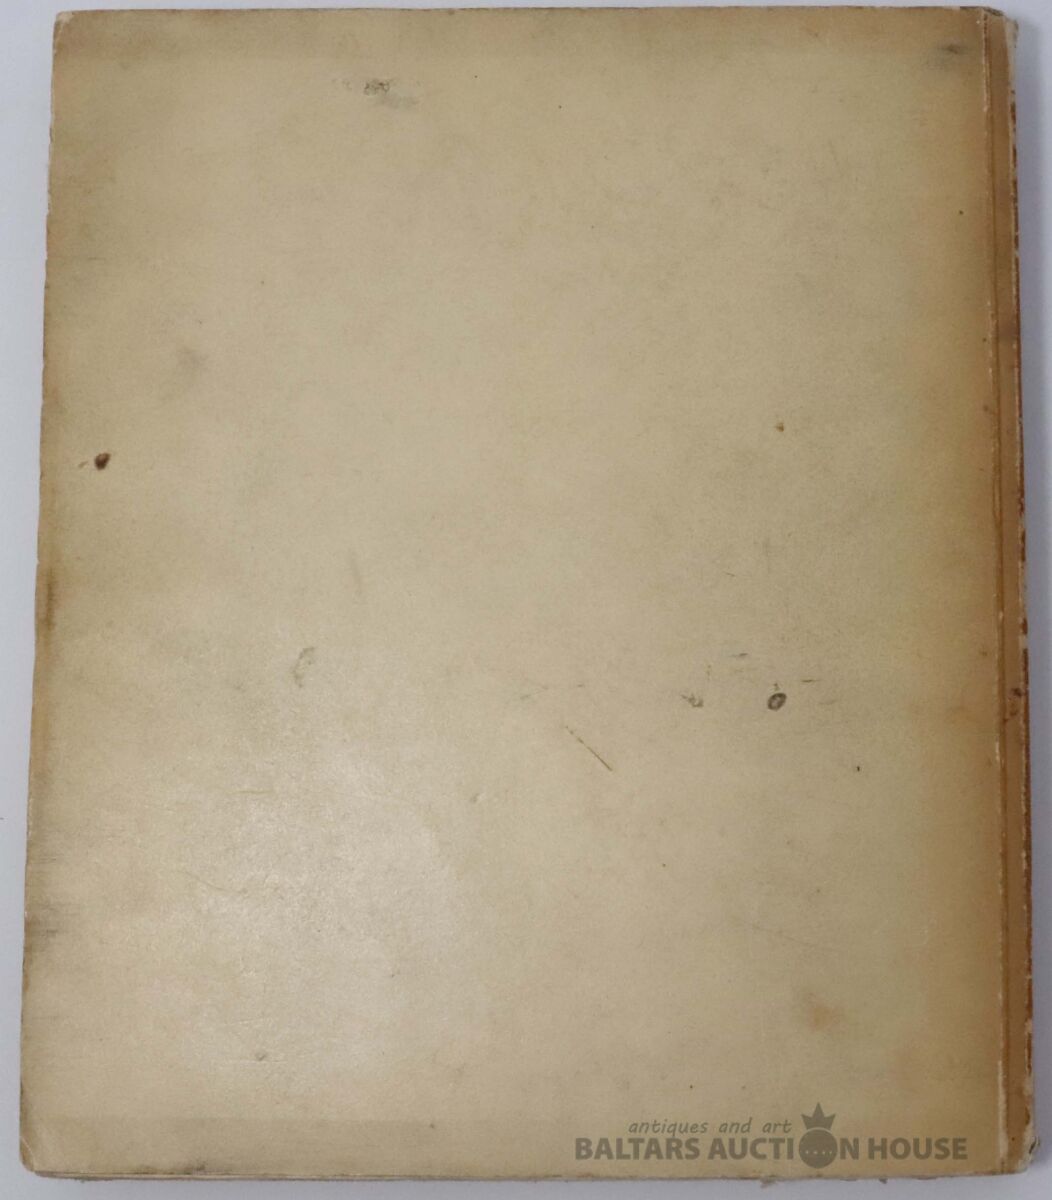 antiques and art
BALTARS AUCTION HOUSE